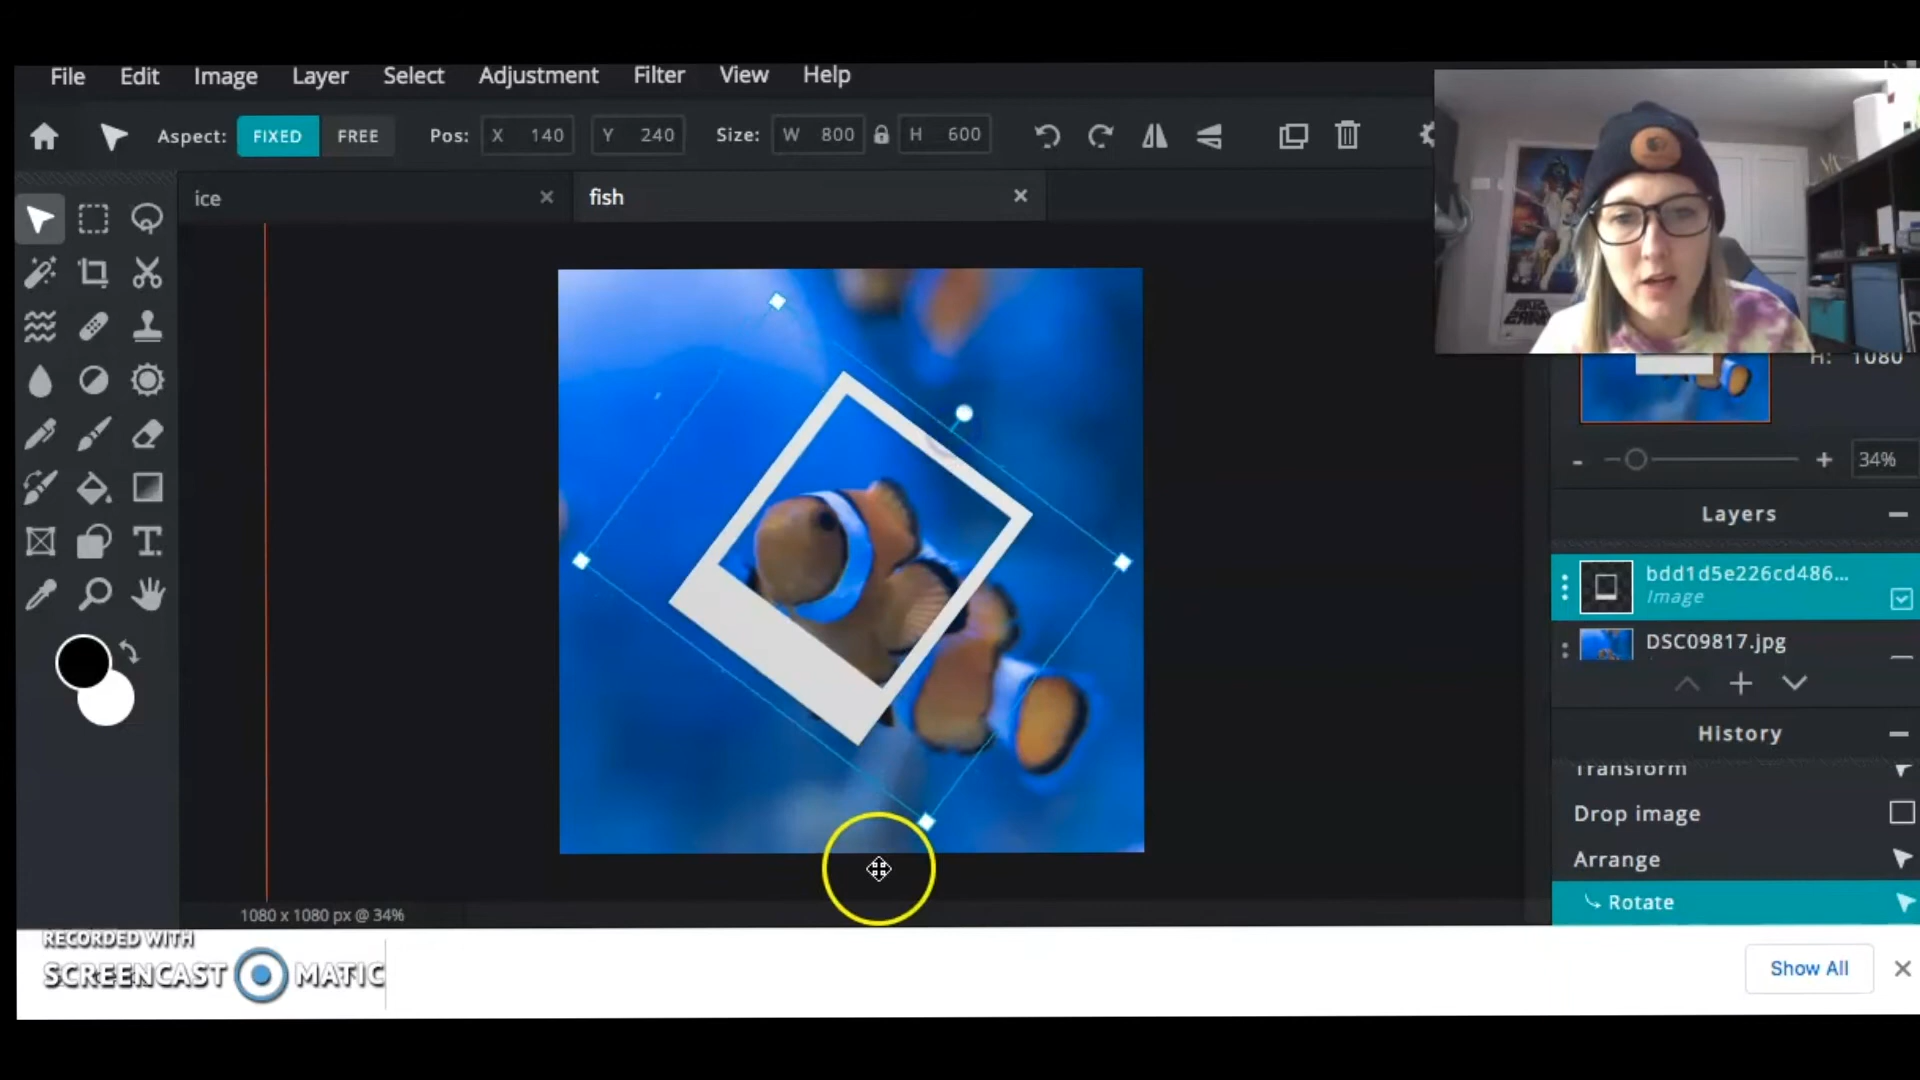 File Edit Image Layer Select Adjustment Filter View Help
Aspect: FIXED FREE Pos: X 140 Y 240 Size: W 800 H 600
ice × fish ×
STAR WARS
H: 1080
- + 34%
Layers
bdd1d5e226cd486...
Image
DSC09817.jpg
History
Transform
Drop image
Arrange
Rotate
1080 x 1080 px @ 34%
RECORDED WITH
SCREENCAST MATIC
Show All